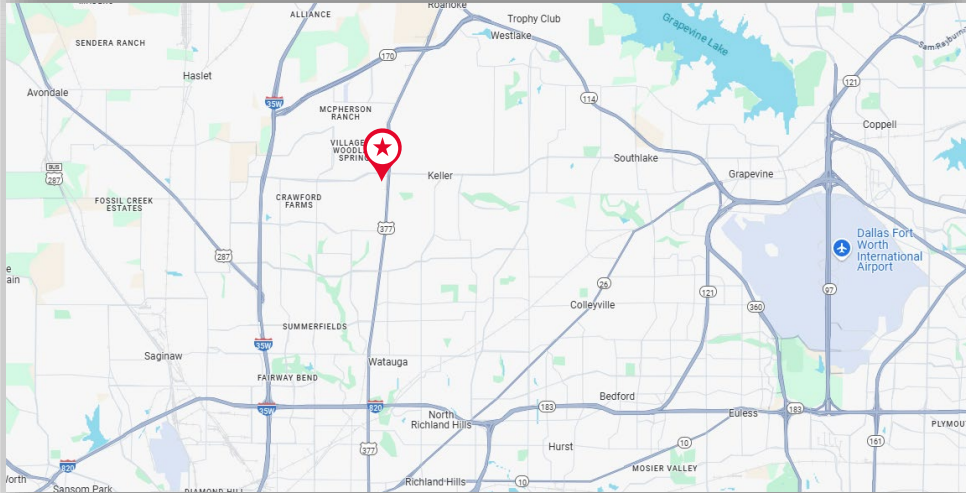 ALLIANCE
Roanoke
Trophy Club
Westlake
Grapevine Lake
SENDERA RANCH
170
121
Haslet
35W
Avondale
114
MCPHERSON
RANCH
Coppell
Southlake
BUS
287
Keller
Grapevine
CRAWFORD
FARMS
FOSSIL CREEK
ESTATES
377
Dallas Fort
Worth
International
Airport
287
26
121
97
360
Colleyville
SUMMERFIELDS
35W
Saginaw
Watauga
FAIRWAY BEND
Bedford
35W
820
183
183
North
Richland Hills
Euless
377
Hurst
10
161
820
MOSIER VALLEY
Richland Hills
10
Sansom Park